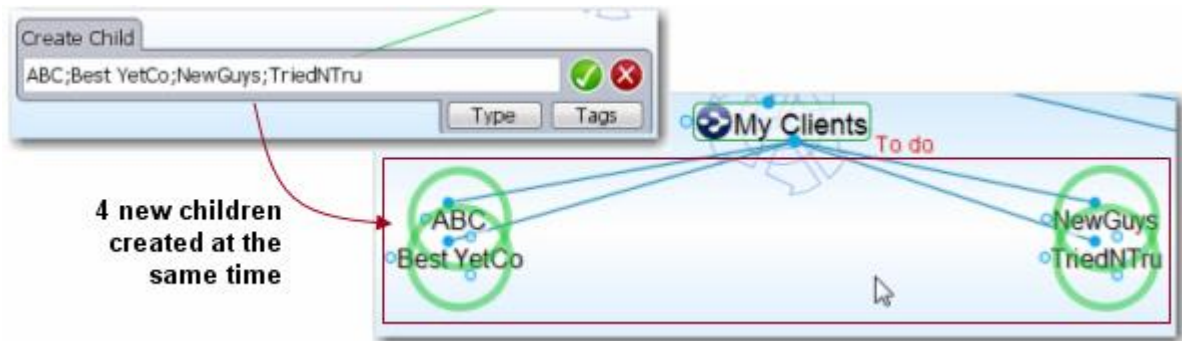 Create Child
ABC;Best YetCo;NewGuys;TriedNTru
Type
Tags
My Clients
To do
4 new children
created at the
same time
ABC
Best YetCo
NewGuys
TriedNTru